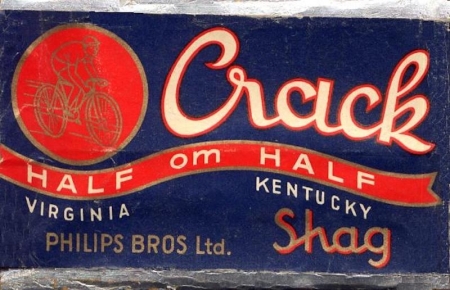 Crack
HALF om HALF
VIRGINIA KENTUCKY
PHILIPS BROS Ltd. Shag